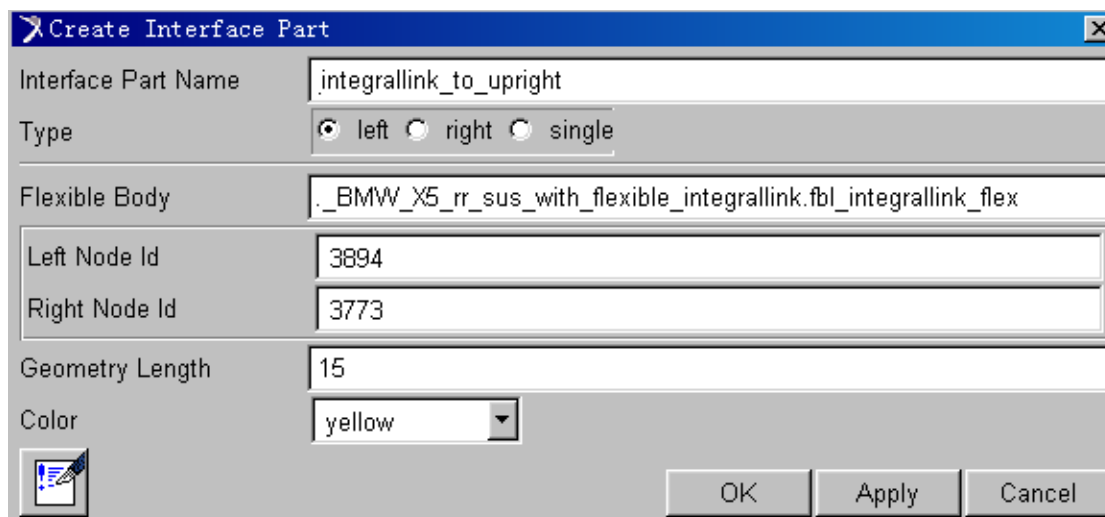 Create Interface Part
Interface Part Name integrallink_to_upright
Type left right single
Flexible Body ._BMW_X5_rr_sus_with_flexible_integrallink.fbl_integrallink_flex
Left Node Id 3894
Right Node Id 3773
Geometry Length 15
Color yellow
OK Apply Cancel